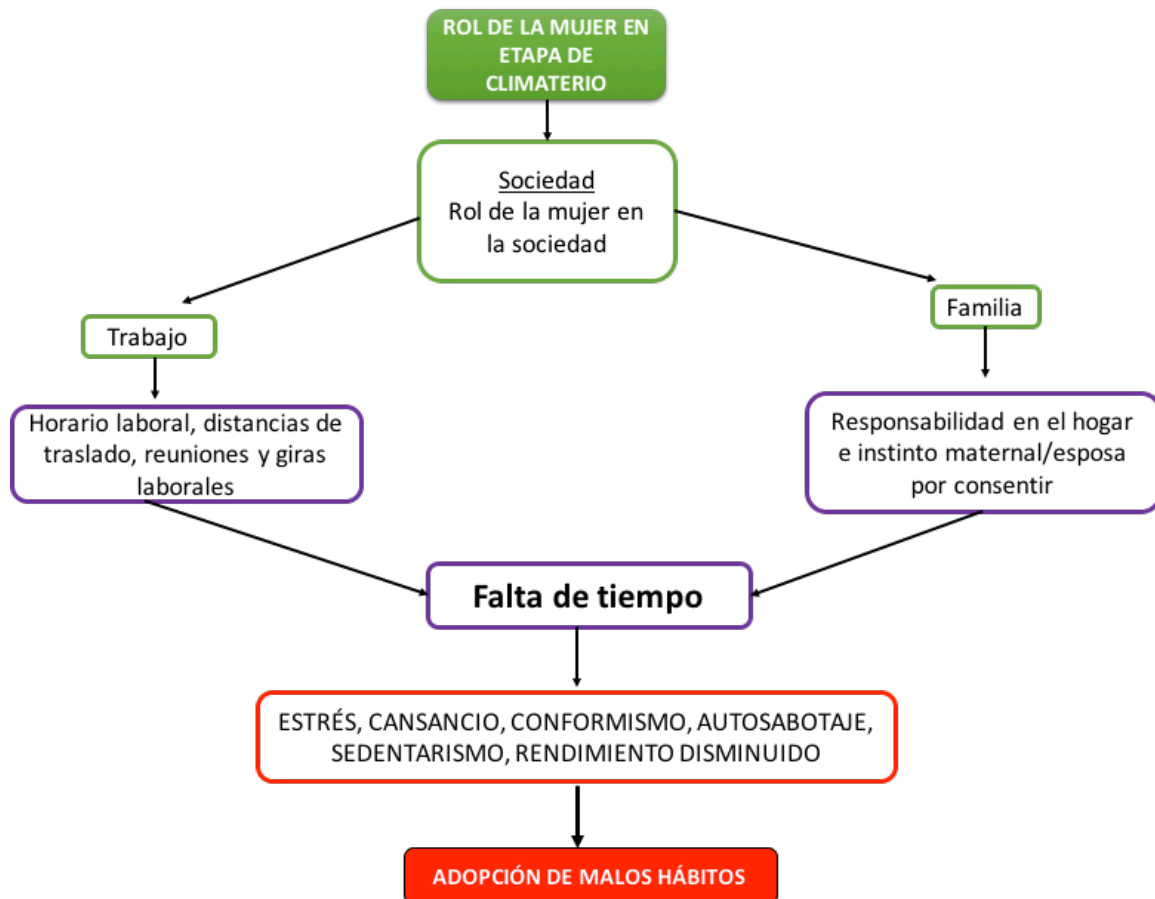 ROL DE LA MUJER EN
ETAPA DE
CLIMATERIO
Sociedad
Rol de la mujer en
la sociedad
Trabajo
Familia
Horario laboral, distancias de
traslado, reuniones y giras
laborales
Responsabilidad en el hogar
e instinto maternal/esposa
por consentir
Falta de tiempo
ESTRÉS, CANSANCIO, CONFORMISMO, AUTOSABOTAJE,
SEDENTARISMO, RENDIMIENTO DISMINUIDO
ADOPCIÓN DE MALOS HÁBITOS